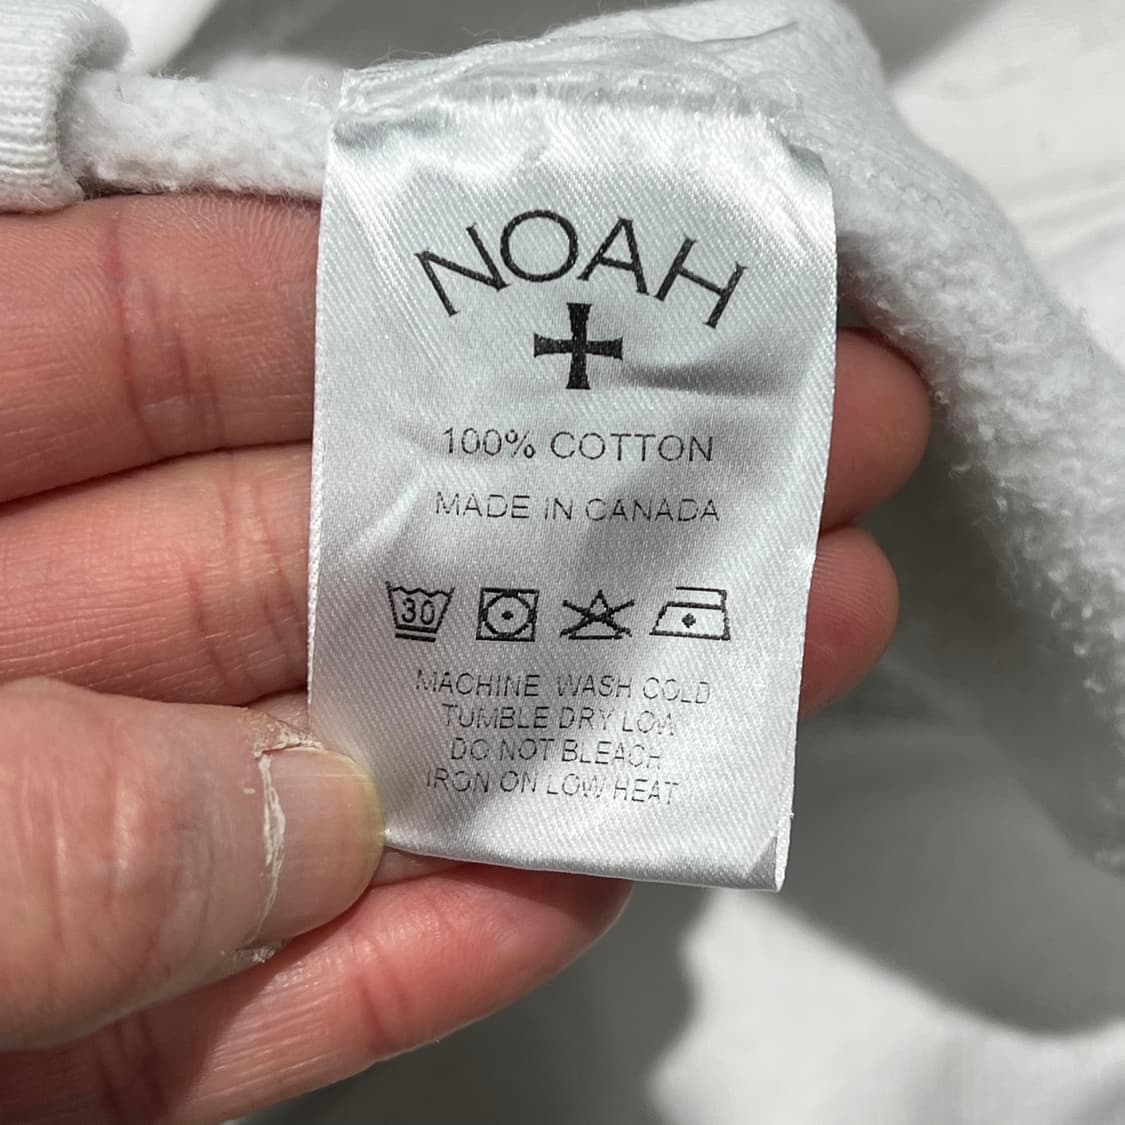 NOAH
100% COTTON
MADE IN CANADA
30
MACHINE WASH COLD
TUMBLE DRY LOW
DO NOT BLEACH
IRON ON LOW HEAT